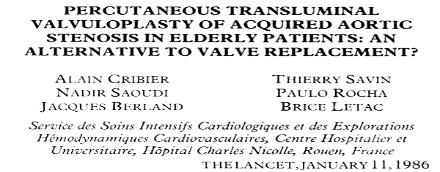 PERCUTANEOUS TRANSLUMINAL
VALVULOPLASTY OF ACQUIRED AORTIC
STENOSIS IN ELDERLY PATIENTS: AN
ALTERNATIVE TO VALVE REPLACEMENT?
ALAIN CRIBIER THIERRY SAVIN
NADIR SAOUDI PAULO ROCHA
JACQUES BERLAND BRICE LETAC
Service des Soins Intensifs Cardiologiques et des Explorations
Hémodynamiques Cardiovasculaires, Centre Hospitalier et
Universitaire, Hôpital Charles Nicolle, Rouen, France
THE LANCET, JANUARY 11, 1986